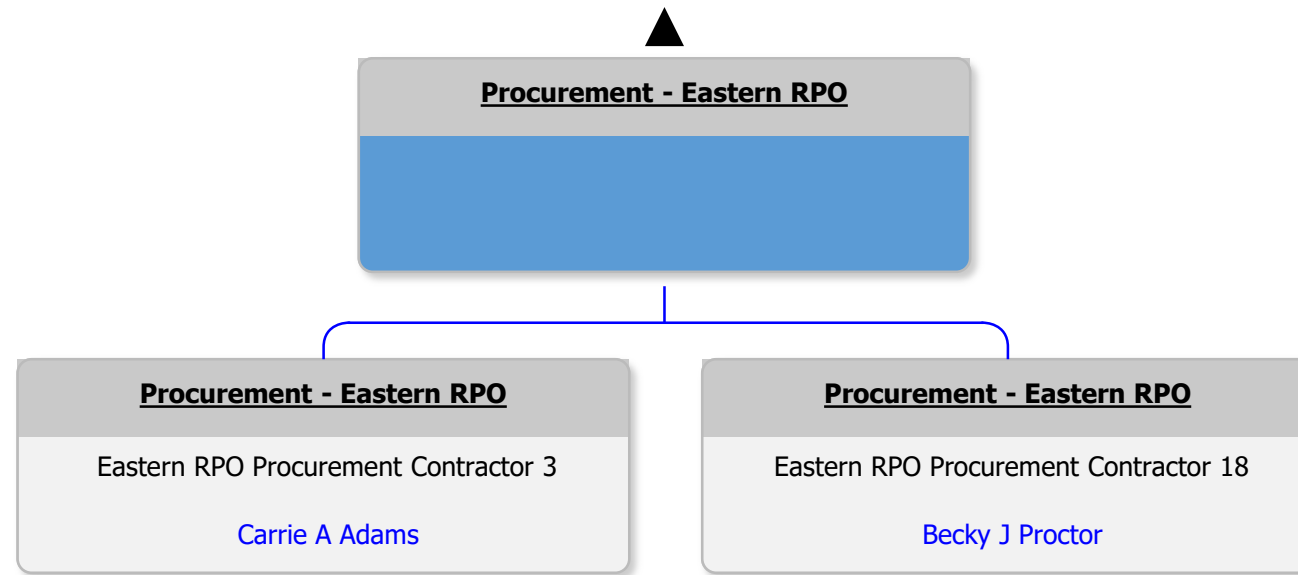 Procurement - Eastern RPO
Procurement - Eastern RPO
Eastern RPO Procurement Contractor 3
Carrie A Adams
Procurement - Eastern RPO
Eastern RPO Procurement Contractor 18
Becky J Proctor